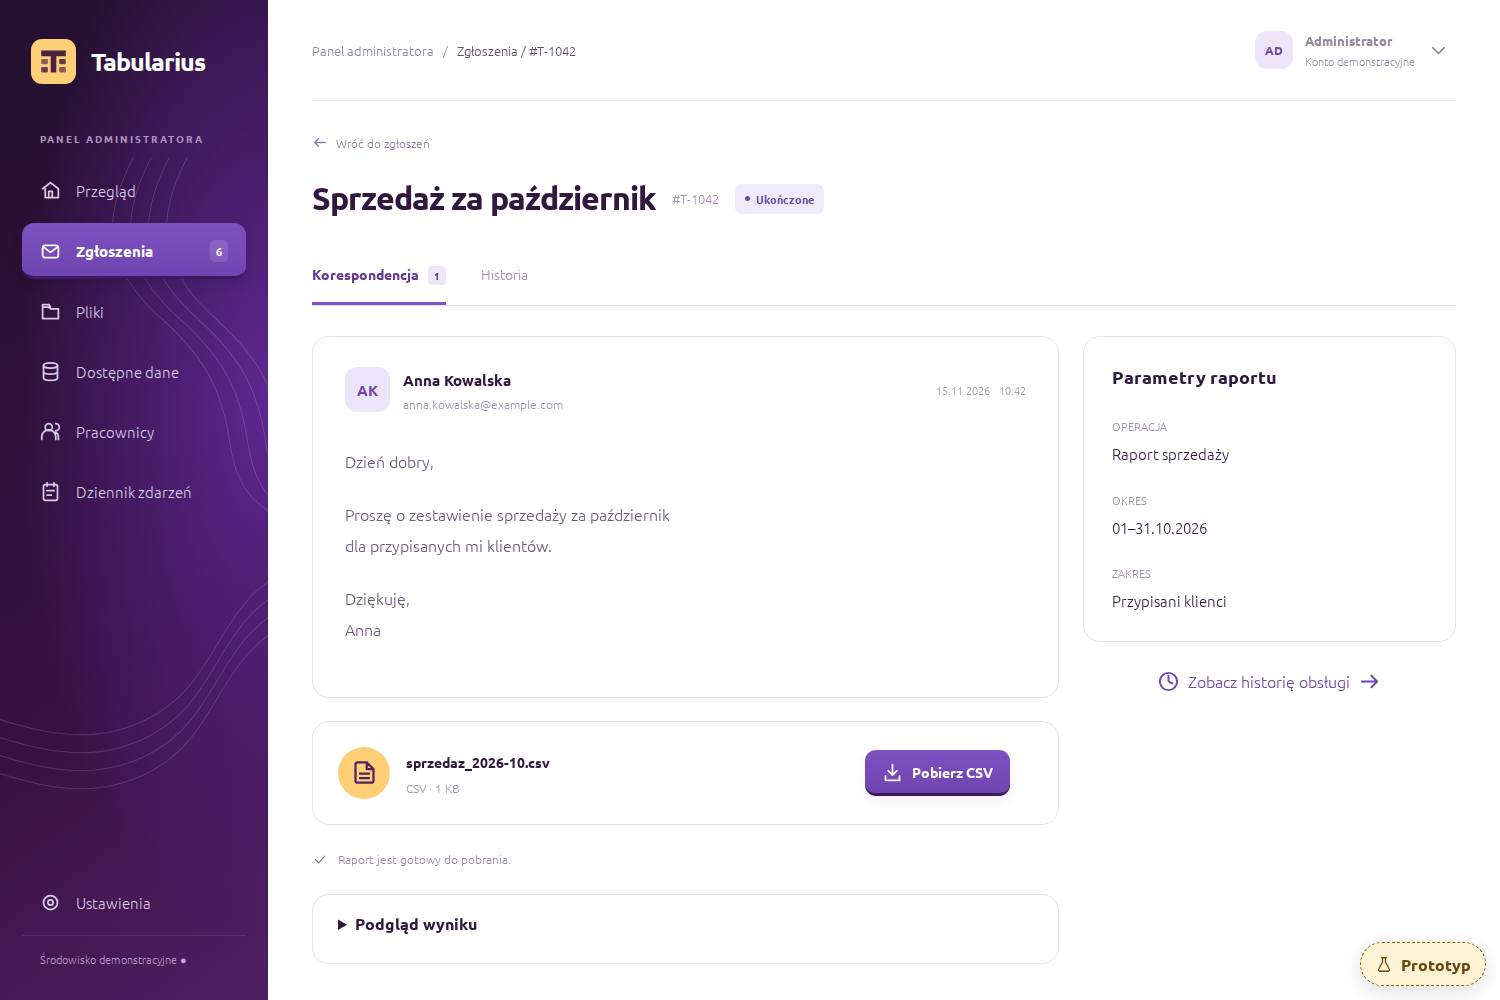 Tabularius
PANEL ADMINISTRATORA
Przegląd
Zgłoszenia 6
Pliki
Dostępne dane
Pracownicy
Dziennik zdarzeń
Ustawienia
Środowisko demonstracyjne
Panel administratora / Zgłoszenia / #T-1042
AD
Administrator
Konto demonstracyjne
Wróć do zgłoszeń
Sprzedaż za październik #T-1042 Ukończone
Korespondencja 1 Historia
AK
Anna Kowalska
anna.kowalska@example.com
15.11.2026 10:42
Dzień dobry,
Proszę o zestawienie sprzedaży za październik
dla przypisanych mi klientów.
Dziękuję,
Anna
sprzedaz_2026-10.csv
CSV · 1 KB
Pobierz CSV
Raport jest gotowy do pobrania.
Podgląd wyniku
Parametry raportu
OPERACJA
Raport sprzedaży
OKRES
01–31.10.2026
ZAKRES
Przypisani klienci
Zobacz historię obsługi
Prototyp